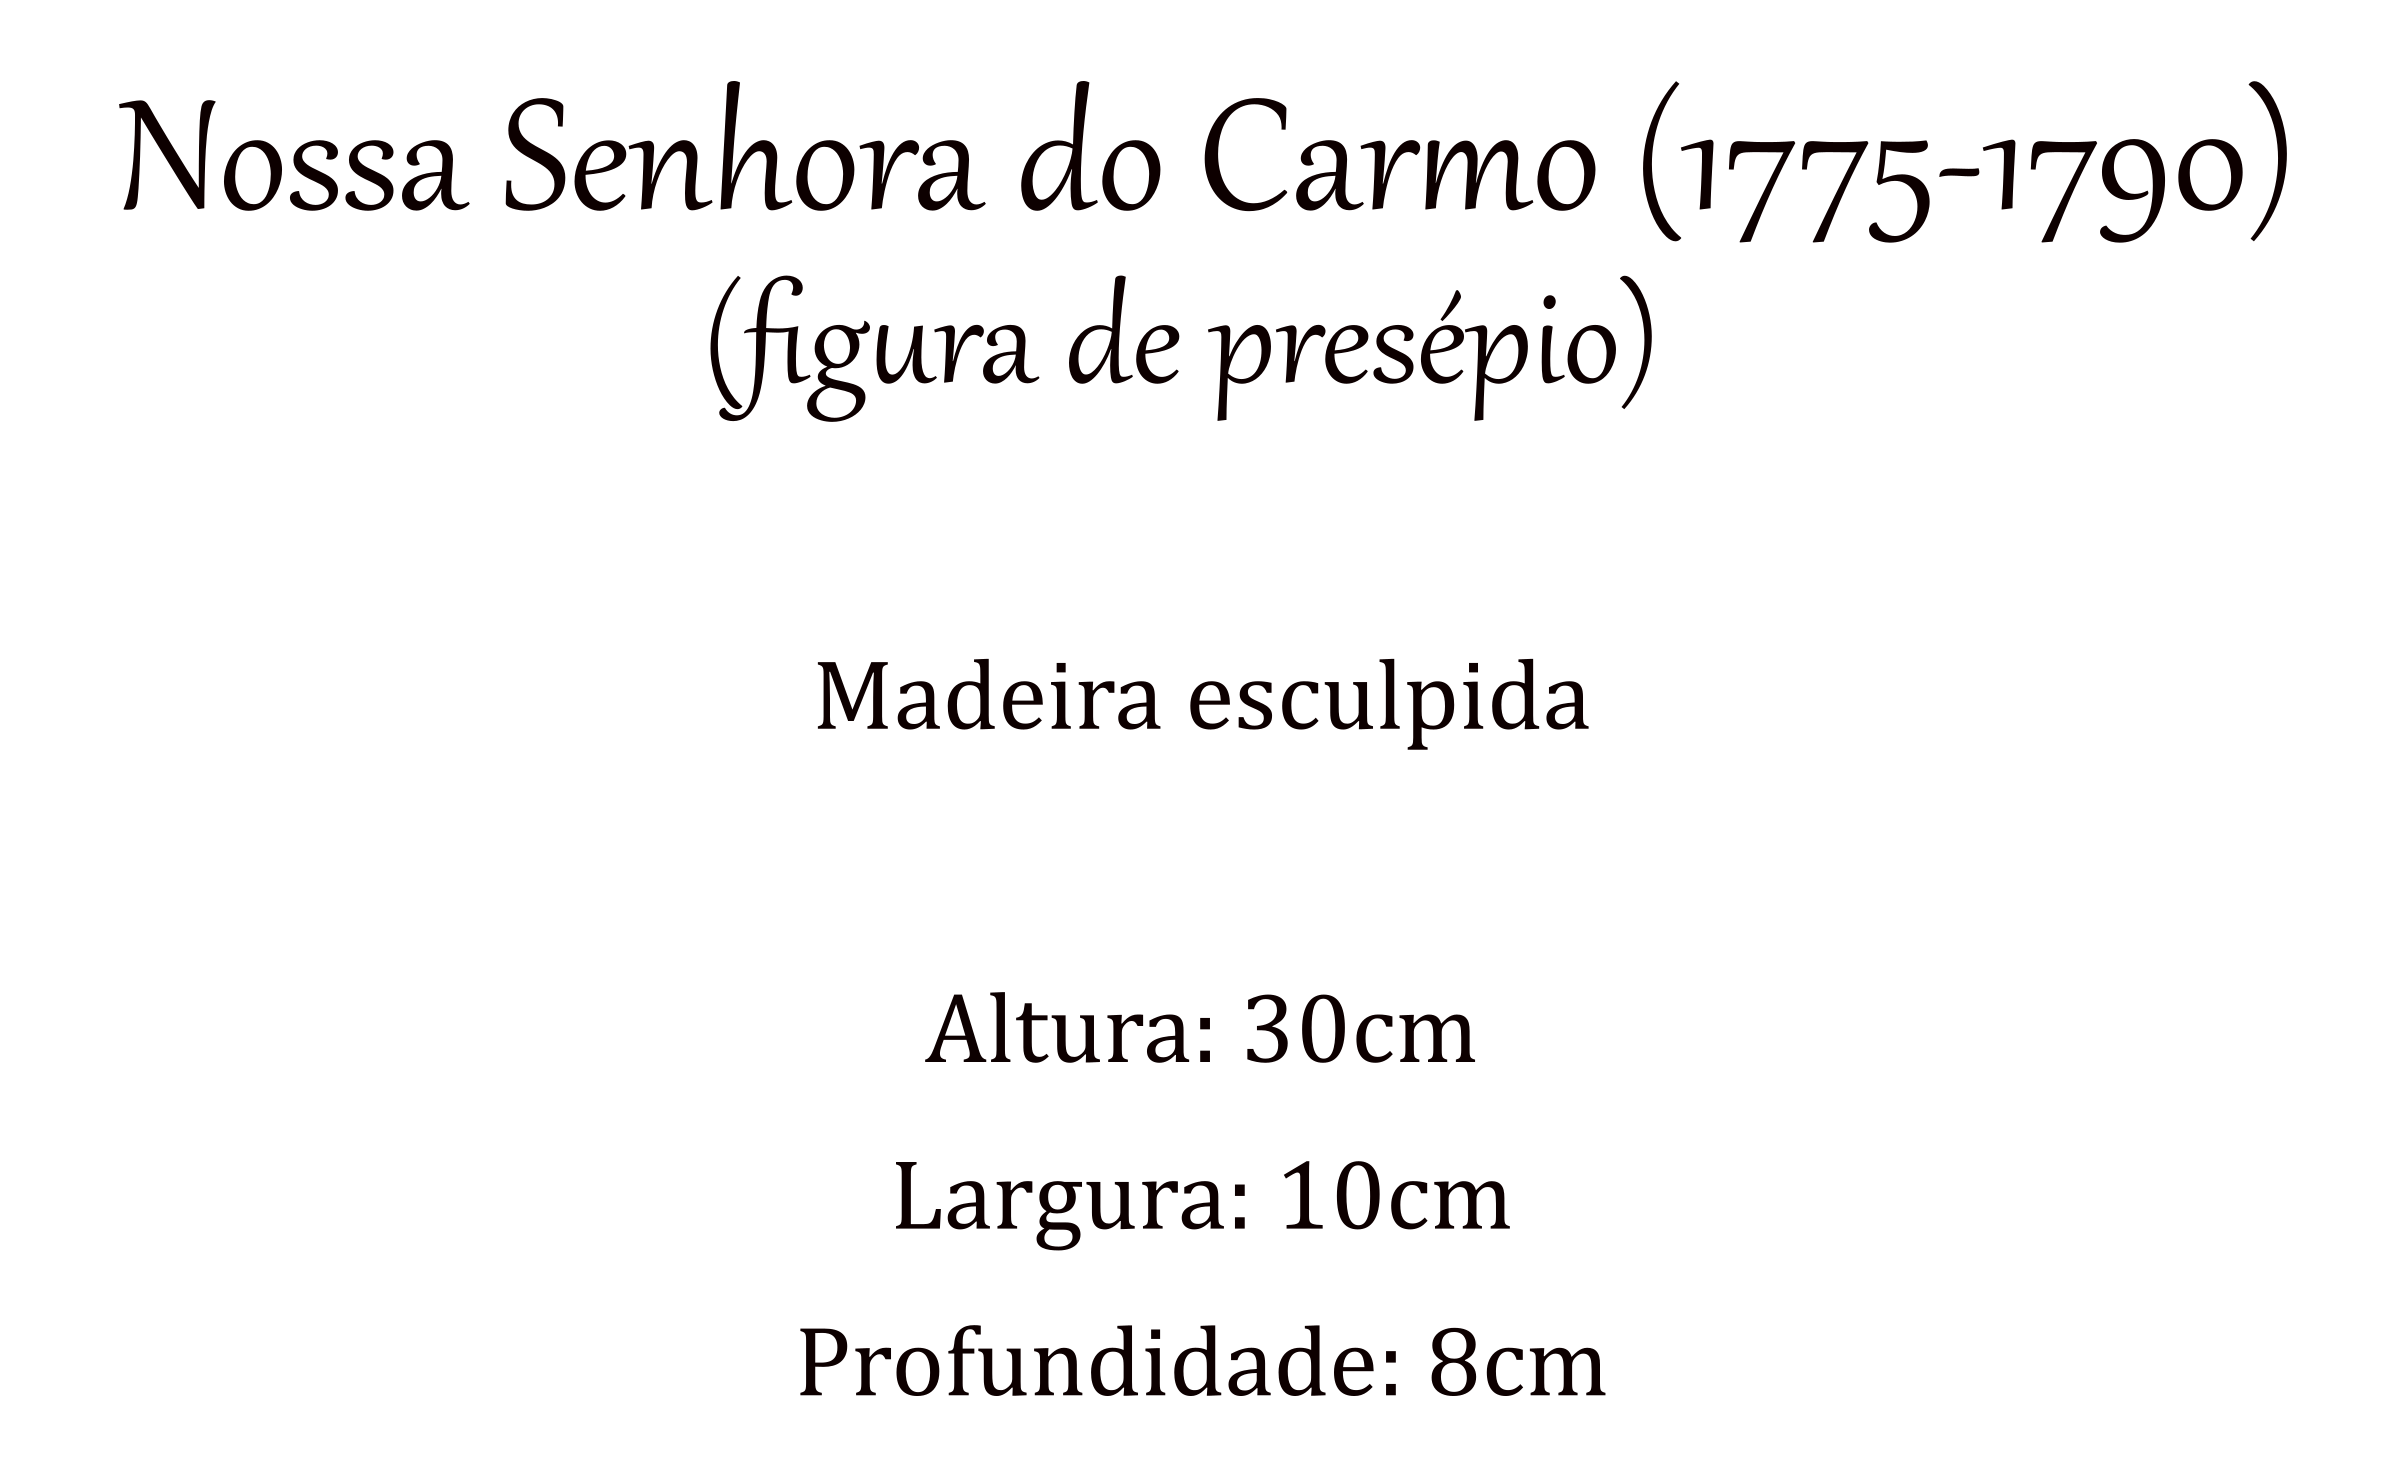 Nossa Senhora do Carmo (1775-1790)
(figura de presépio)
Madeira esculpida
Altura: 30cm
Largura: 10cm
Profundidade: 8cm